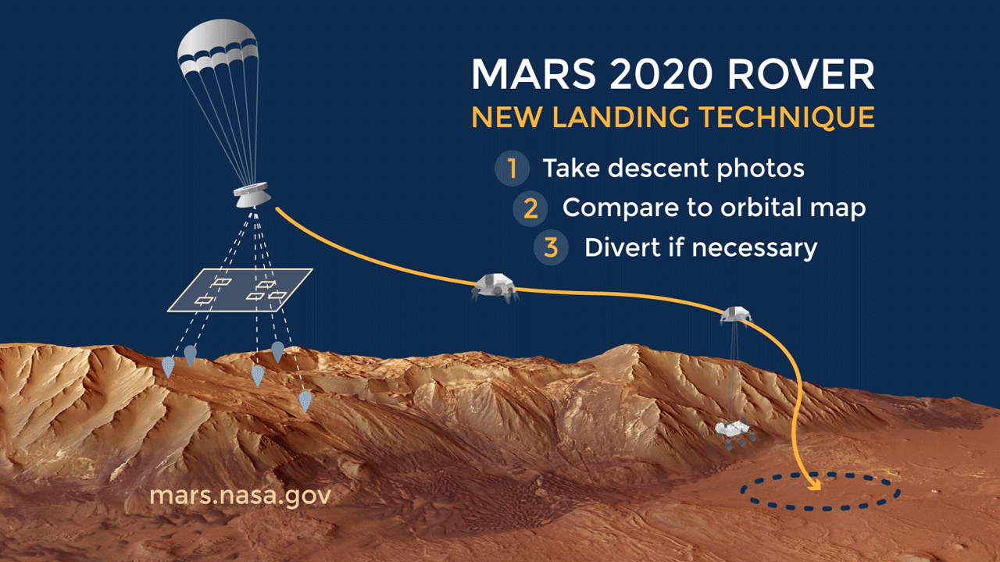 MARS 2020 ROVER
NEW LANDING TECHNIQUE
1 Take descent photos
2 Compare to orbital map
3 Divert if necessary
mars.nasa.gov